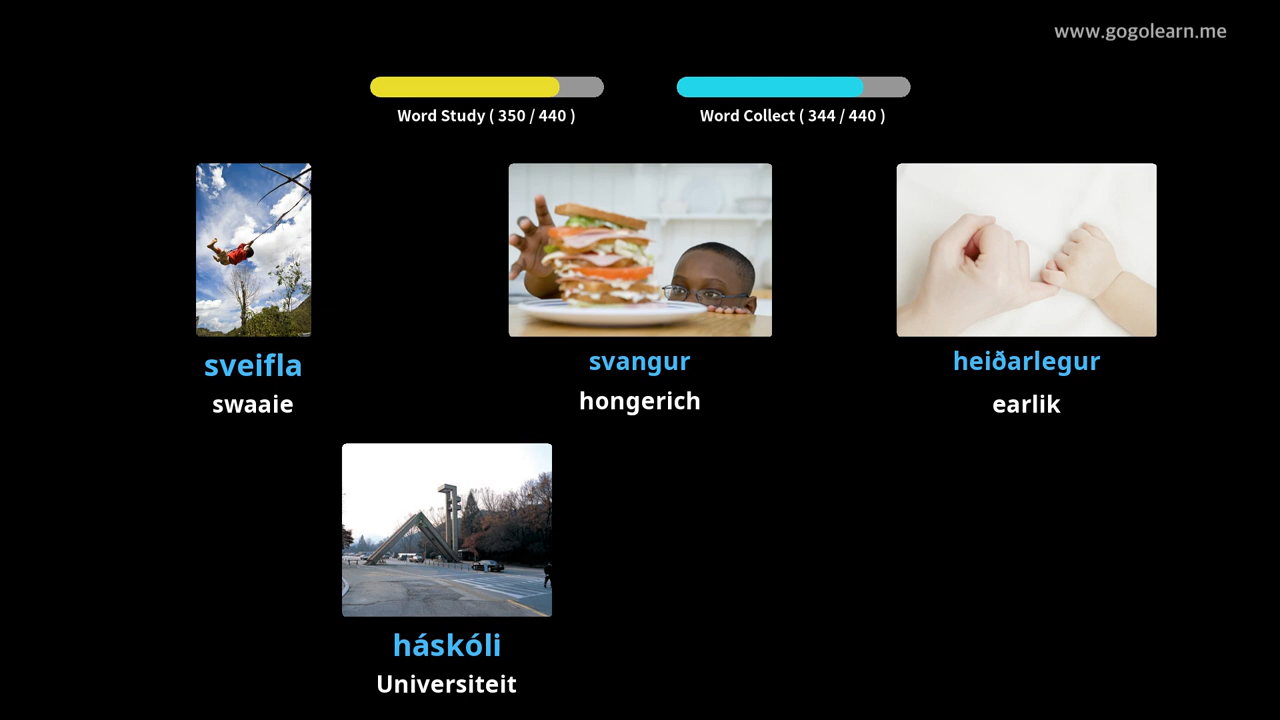 www.gogolearn.me
Word Study ( 350 / 440 )
Word Collect ( 344 / 440 )
sveifla
swaaie
svangur
hongerich
heiðarlegur
earlik
háskóli
Universiteit